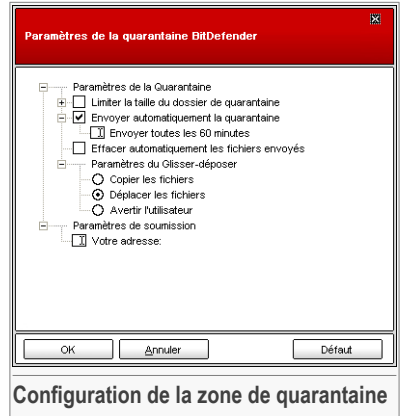 Paramètres de la quarantaine BitDefender
Paramètres de la Quarantaine
Limiter la taille du dossier de quarantaine
Envoyer automatiquement la quarantaine
Envoyer toutes les 60 minutes
Effacer automatiquement les fichiers envoyés
Paramètres du Glisser-déposer
Copier les fichiers
Déplacer les fichiers
Avertir l'utilisateur
Paramètres de soumission
Votre adresse:
OK Annuler Défaut
Configuration de la zone de quarantaine